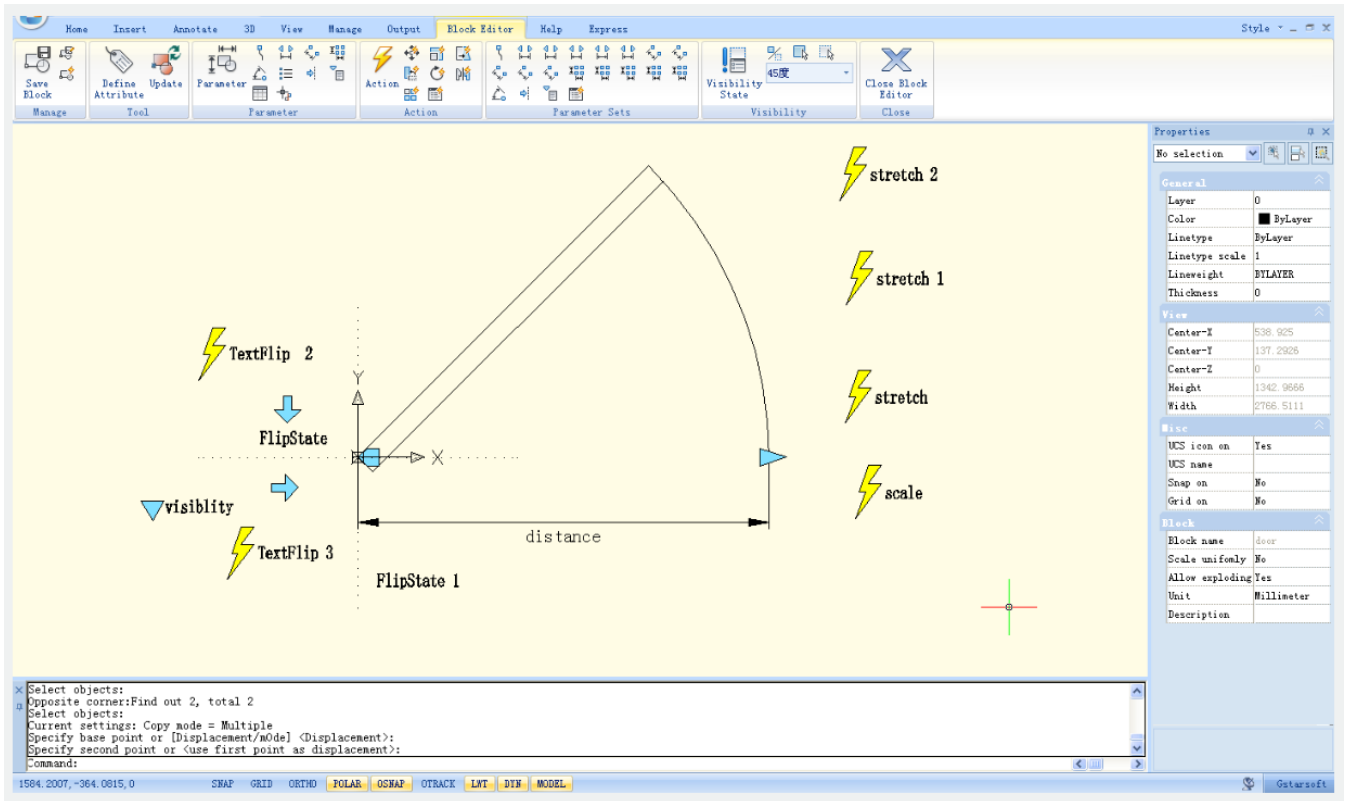 Home Insert Annotate 3D View Manage Output Block Editor Help Express Style
Save Block
Define Attribute
Update
Parameter
Action
45度
Visibility State
Close Block Editor
Manage Tool Parameter Action Parameter Sets Visibility Close
Properties
No selection
General
Layer 0
Color ByLayer
Linetype ByLayer
Linetype scale 1
Lineweight BYLAYER
Thickness 0
View
Center-X 538.925
Center-Y 137.2926
Center-Z 0
Height 1342.9666
Width 2766.5111
Misc
UCS icon on Yes
UCS name
Snap on No
Grid on No
Block
Block name door
Scale unifomly No
Allow exploding Yes
Unit Millimeter
Description
stretch 2
stretch 1
TextFlip 2
Y
stretch
FlipState
X
scale
visiblity
distance
TextFlip 3
FlipState 1
Select objects:
Opposite corner:Find out 2, total 2
Select objects:
Current settings: Copy mode = Multiple
Specify base point or [Displacement/mOde] <Displacement>:
Specify second point or <use first point as displacement>:
Command:
1584.2007,-364.0815,0 SNAP GRID ORTHO POLAR OSNAP OTRACK LWT DYN MODEL Gstarsoft